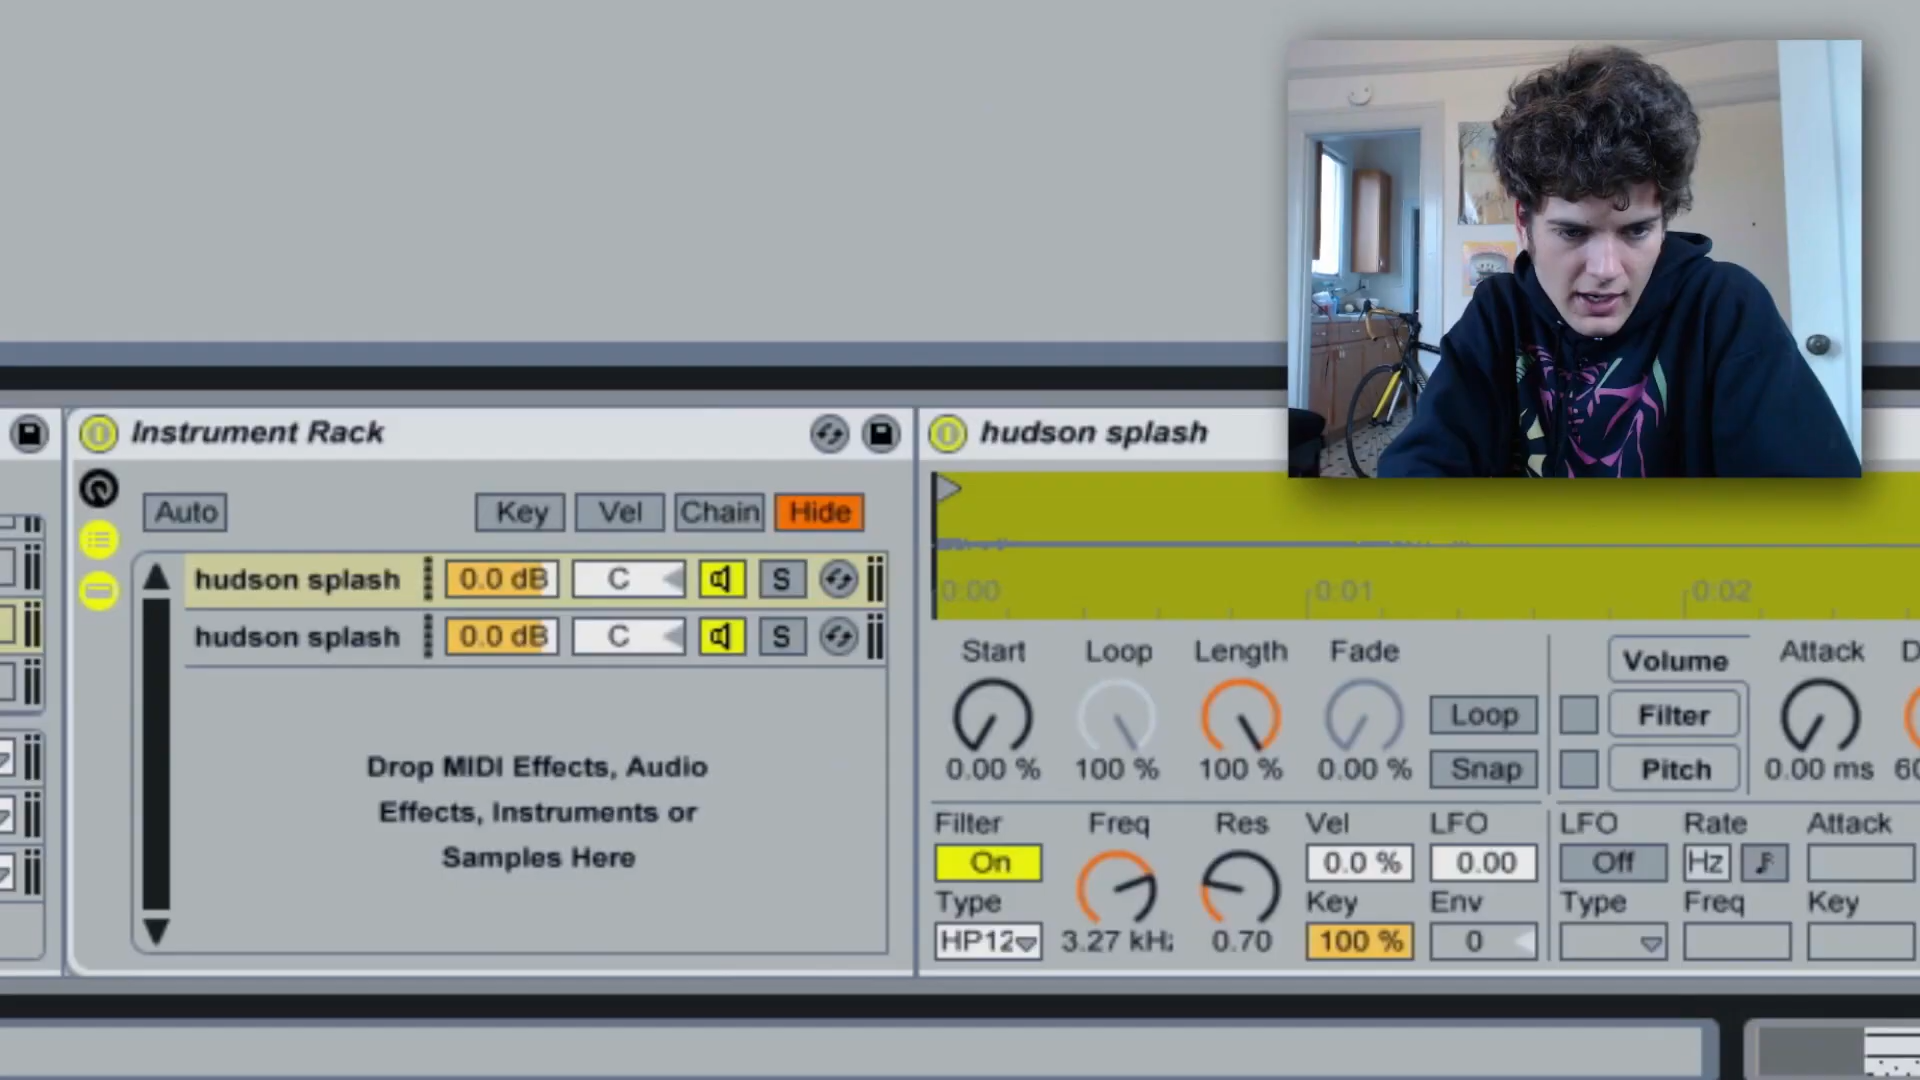 Instrument Rack
hudson splash
Auto
Key
Vel
Chain
Hide
hudson splash
0.0 dB
C
S
hudson splash
0.0 dB
C
S
Drop MIDI Effects, Audio
Effects, Instruments or
Samples Here
0:00
0:01
0:02
Start
Loop
Length
Fade
0.00 %
100 %
100 %
0.00 %
Loop
Snap
Volume
Filter
Pitch
Attack
D
0.00 ms
60
Filter
Freq
Res
Vel
LFO
On
0.0 %
0.00
Type
Key
Env
HP12
3.27 kHz
0.70
100 %
0
LFO
Rate
Attack
Off
Hz
Type
Freq
Key